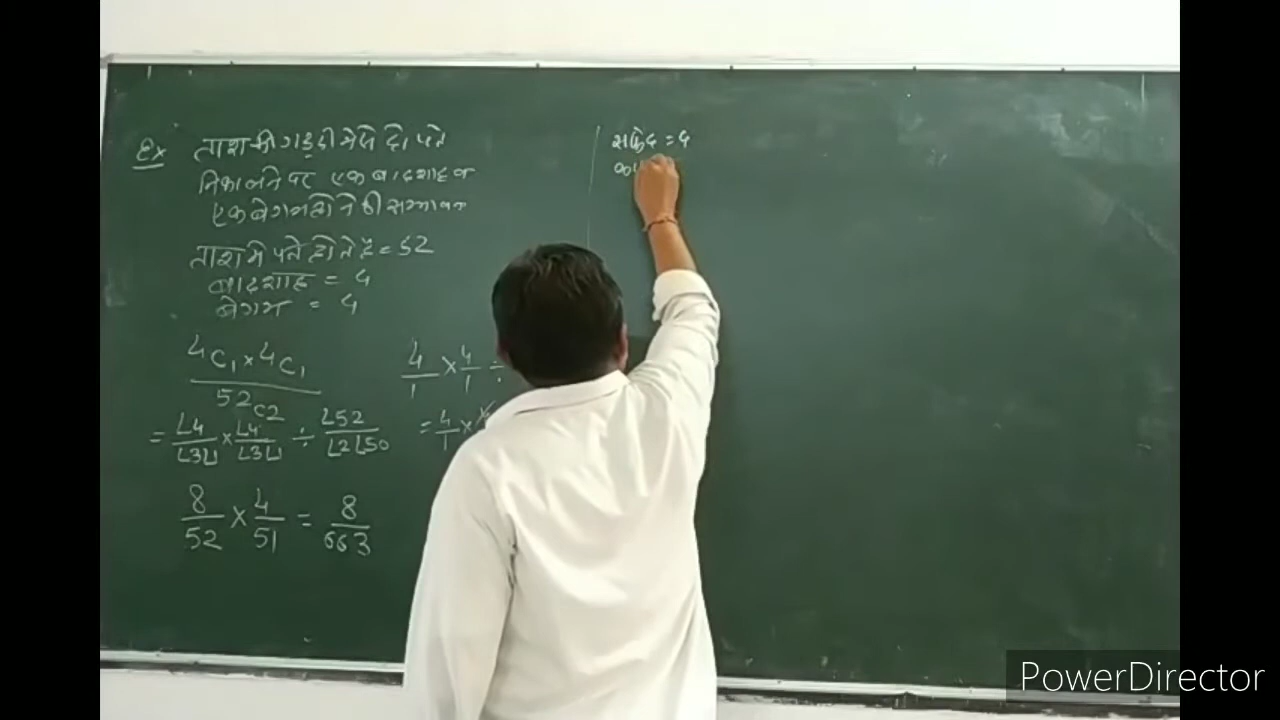 Ex ताश की गड्डी में से दो पत्ते
निकालने पर एक बादशाह व
एक बेगम होने की सम्भावना
ताश में पत्ते होते है = 52
बादशाह = 4
बेगम = 4
4C1 × 4C1
52C2
= ∟4 / ∟3∟1 × ∟4 / ∟3∟1 ÷ ∟52 / ∟2∟50
8/52 × 4/51 = 8/663
4/1 × 4/1 ÷
= 4/1 ×
सफेद = 5
PowerDirector